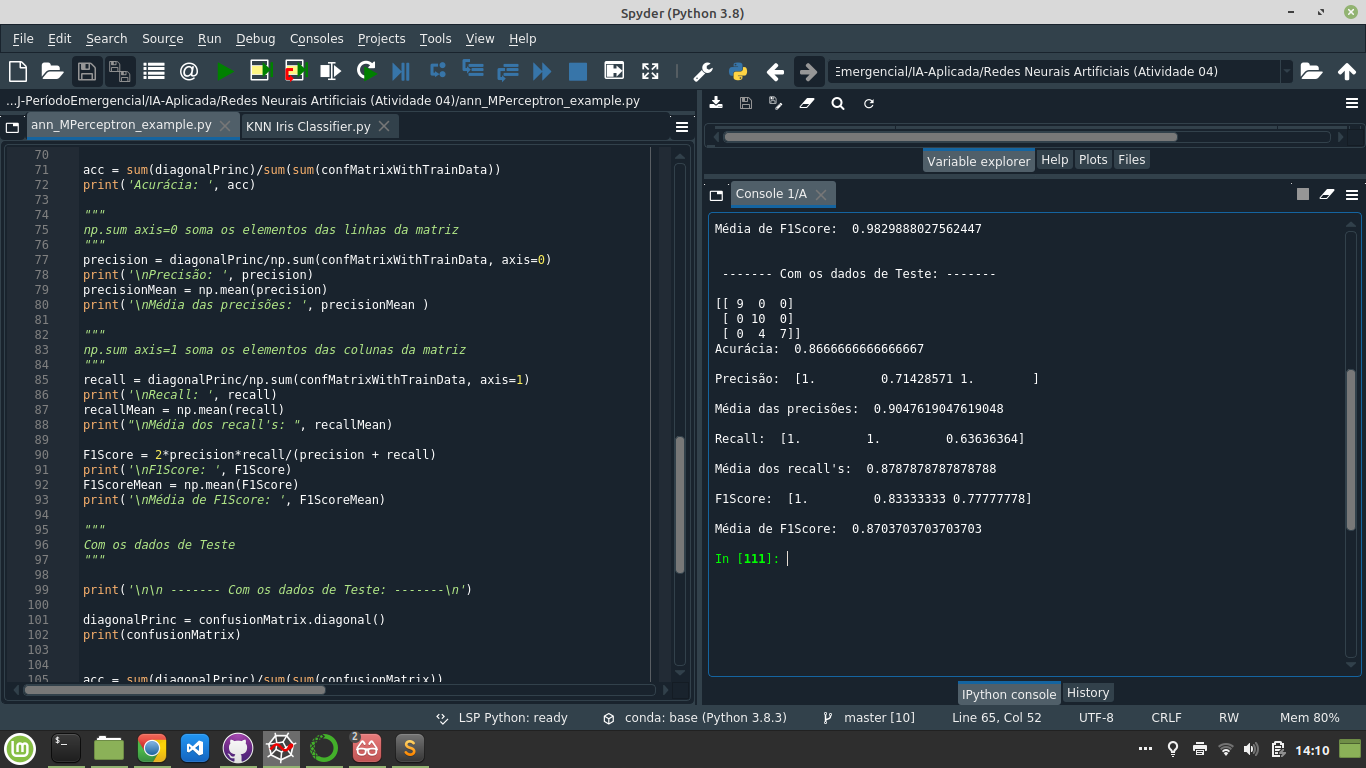 Spyder (Python 3.8)
File Edit Search Source Run Debug Consoles Projects Tools View Help
Emergencial/IA-Aplicada/Redes Neurais Artificiais (Atividade 04)
...J-PeríodoEmergencial/IA-Aplicada/Redes Neurais Artificiais (Atividade 04)/ann_MPerceptron_example.py
ann_MPerceptron_example.py
KNN Iris Classifier.py
70
71 acc = sum(diagonalPrinc)/sum(sum(confMatrixWithTrainData))
72 print('Acurácia: ', acc)
73
74 """
75 np.sum axis=0 soma os elementos das linhas da matriz
76 """
77 precision = diagonalPrinc/np.sum(confMatrixWithTrainData, axis=0)
78 print('\nPrecisão: ', precision)
79 precisionMean = np.mean(precision)
80 print('\nMédia das precisões: ', precisionMean )
81
82 """
83 np.sum axis=1 soma os elementos das colunas da matriz
84 """
85 recall = diagonalPrinc/np.sum(confMatrixWithTrainData, axis=1)
86 print('\nRecall: ', recall)
87 recallMean = np.mean(recall)
88 print("\nMédia dos recall's: ", recallMean)
89
90 F1Score = 2*precision*recall/(precision + recall)
91 print('\nF1Score: ', F1Score)
92 F1ScoreMean = np.mean(F1Score)
93 print('\nMédia de F1Score: ', F1ScoreMean)
94
95 """
96 Com os dados de Teste
97 """
98
99 print('\n\n ------- Com os dados de Teste: -------\n')
100
101 diagonalPrinc = confusionMatrix.diagonal()
102 print(confusionMatrix)
103
104
105 acc = sum(diagonalPrinc)/sum(sum(confusionMatrix))
Variable explorer Help Plots Files
Console 1/A
Média de F1Score:  0.9829888027562447
------- Com os dados de Teste: -------
[[ 9  0  0]
[ 0 10  0]
[ 0  4  7]]
Acurácia:  0.8666666666666667
Precisão:  [1.         0.71428571 1.        ]
Média das precisões:  0.9047619047619048
Recall:  [1.         1.         0.63636364]
Média dos recall's:  0.8787878787878788
F1Score:  [1.         0.83333333 0.77777778]
Média de F1Score:  0.8703703703703703
In [111]:
IPython console History
LSP Python: ready conda: base (Python 3.8.3) master [10] Line 65, Col 52 UTF-8 CRLF RW Mem 80%
2
14:10